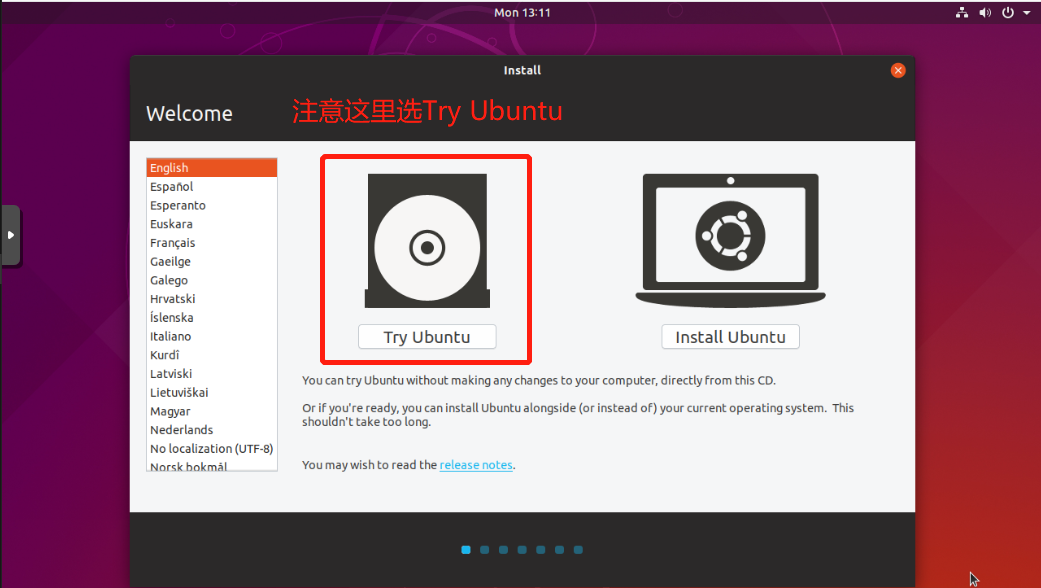 Mon 13:11
Install
Welcome
注意这里选Try Ubuntu
English
Español
Esperanto
Euskara
Français
Gaeilge
Galego
Hrvatski
Íslenska
Italiano
Kurdî
Latviski
Lietuviškai
Magyar
Nederlands
No localization (UTF-8)
Norsk bokmål
Try Ubuntu
Install Ubuntu
You can try Ubuntu without making any changes to your computer, directly from this CD.
Or if you're ready, you can install Ubuntu alongside (or instead of) your current operating system. This
shouldn't take too long.
You may wish to read the release notes.